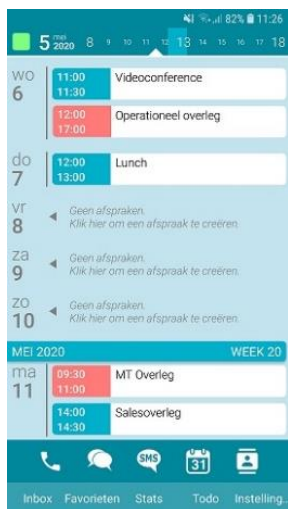 82% 11:26
5 mei 2020 8 9 10 11 12 13 14 15 16 17 18
wo 6
11:00 11:30 Videoconference
12:00 17:00 Operationeel overleg
do 7
12:00 13:00 Lunch
vr 8
Geen afspraken.
Klik hier om een afspraak te creëren.
za 9
Geen afspraken.
Klik hier om een afspraak te creëren.
zo 10
Geen afspraken.
Klik hier om een afspraak te creëren.
MEI 2020 WEEK 20
ma 11
09:30 11:00 MT Overleg
14:00 14:30 Salesoverleg
SMS 31
Inbox Favorieten Stats Todo Instelling..